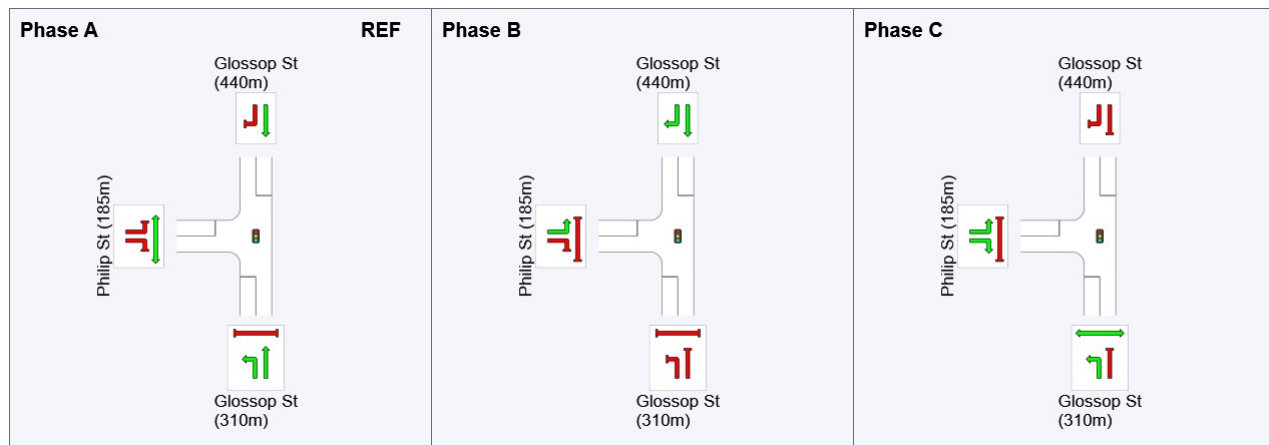 Phase A
REF
Glossop St
(440m)
Philip St (185m)
Glossop St
(310m)
Phase B
Glossop St
(440m)
Philip St (185m)
Glossop St
(310m)
Phase C
Glossop St
(440m)
Philip St (185m)
Glossop St
(310m)